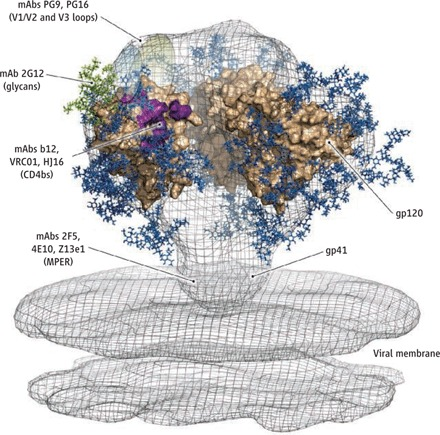 mAbs PG9, PG16
(V1/V2 and V3 loops)
mAb 2G12
(glycans)
mAbs b12,
VRC01, HJ16
(CD4bs)
gp120
mAbs 2F5,
4E10, Z13e1
(MPER)
gp41
Viral membrane